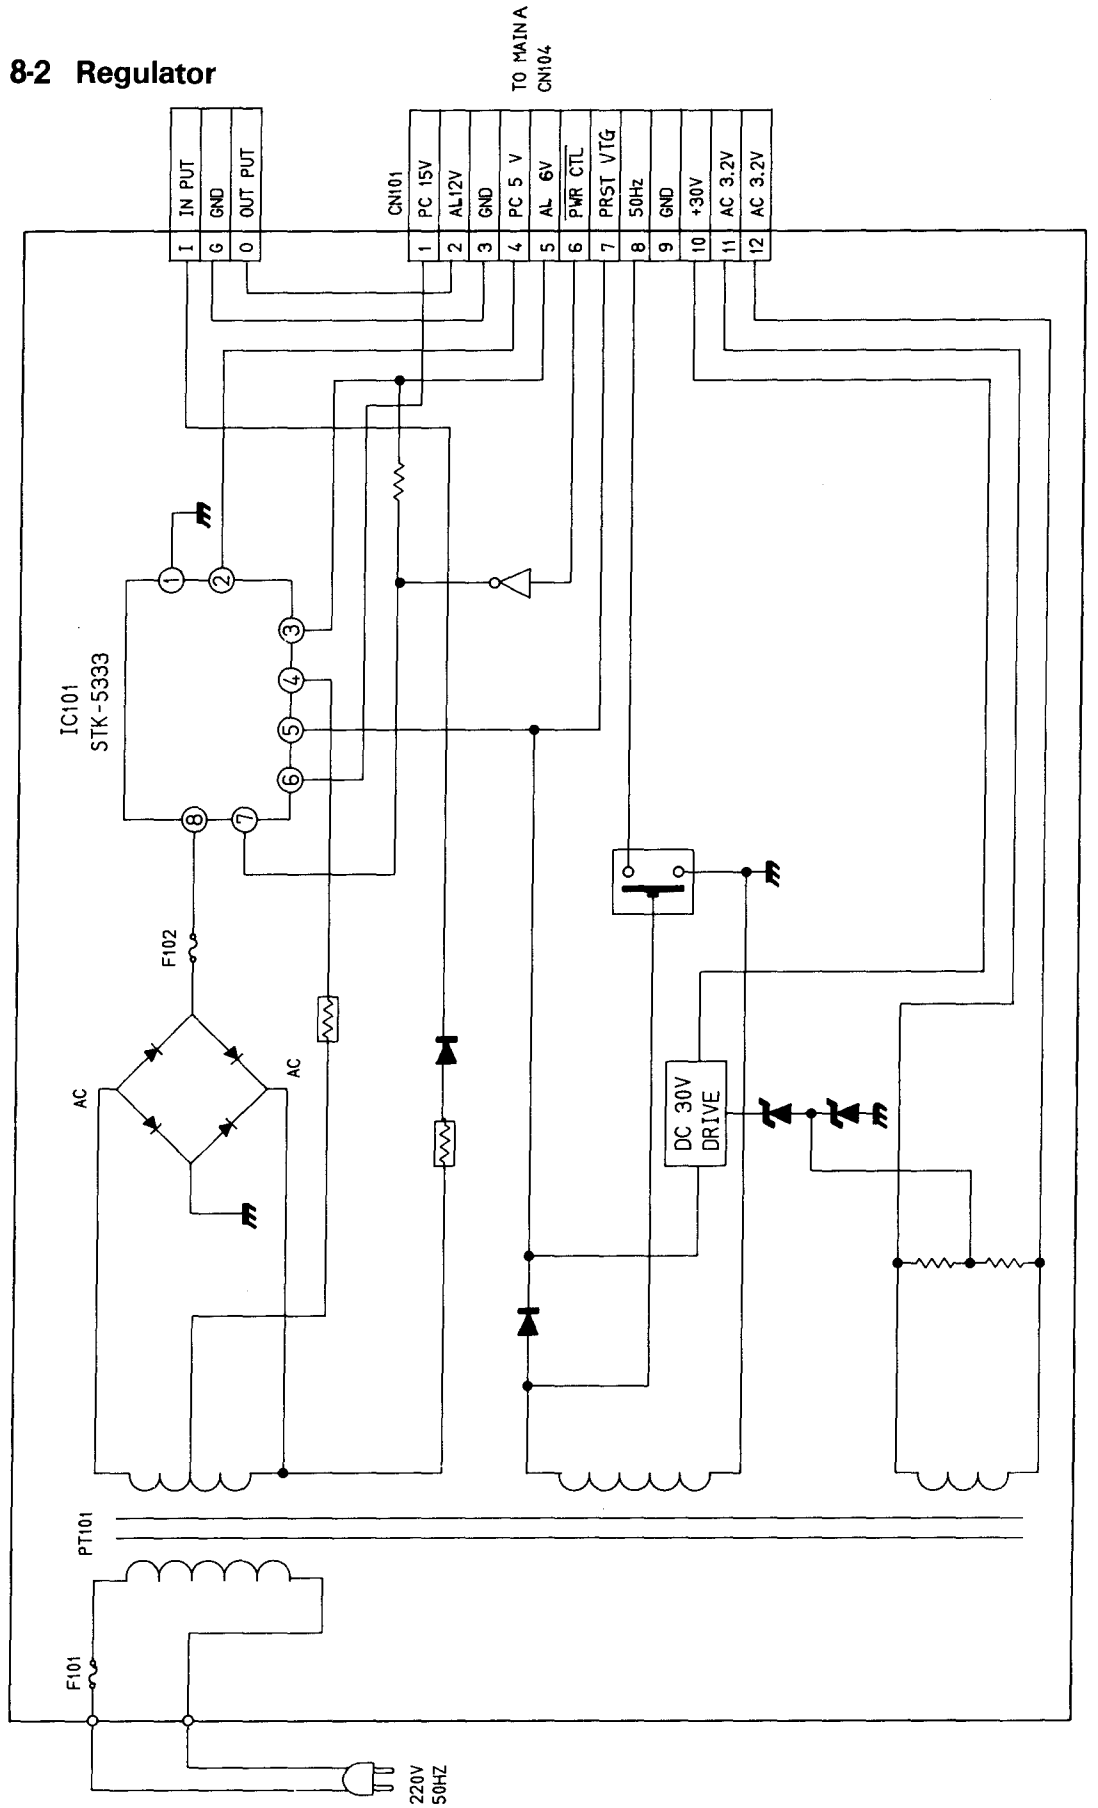 8-2 Regulator
TO MAIN A
CN104
I IN PUT
G GND
O OUT PUT
CN101
1 PC 15V
2 AL12V
3 GND
4 PC 5 V
5 AL 6V
6 PWR CTL
7 PRST VTG
8 50Hz
9 GND
10 +30V
11 AC 3.2V
12 AC 3.2V
IC101
STK-5333
1
2
3
4
5
6
7
8
F102
AC
AC
DC 30V
DRIVE
PT101
F101
220V
50HZ